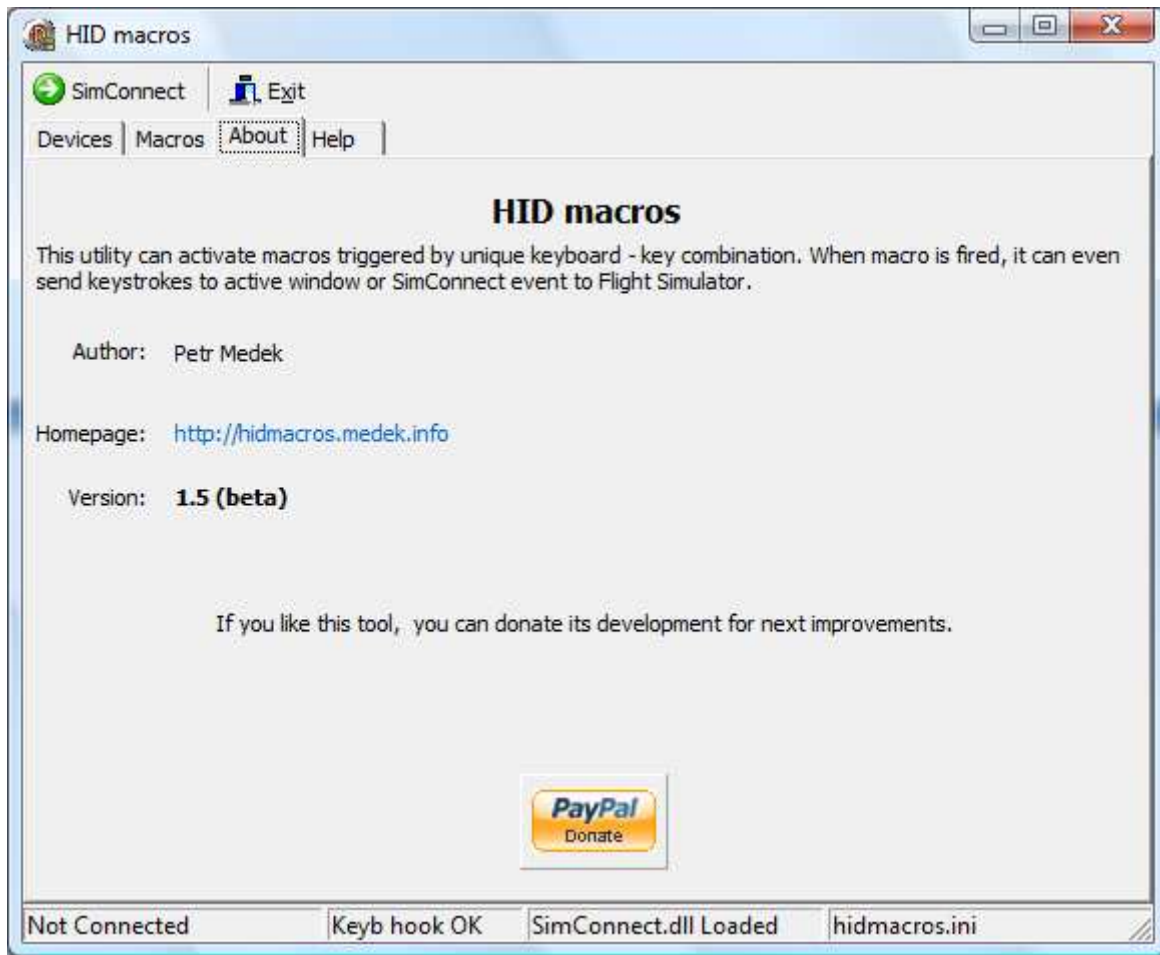 HID macros
SimConnect Exit
Devices Macros About Help
HID macros
This utility can activate macros triggered by unique keyboard - key combination. When macro is fired, it can even
send keystrokes to active window or SimConnect event to Flight Simulator.
Author: Petr Medek
Homepage: http://hidmacros.medek.info
Version: 1.5 (beta)
If you like this tool, you can donate its development for next improvements.
PayPal
Donate
Not Connected Keyb hook OK SimConnect.dll Loaded hidmacros.ini